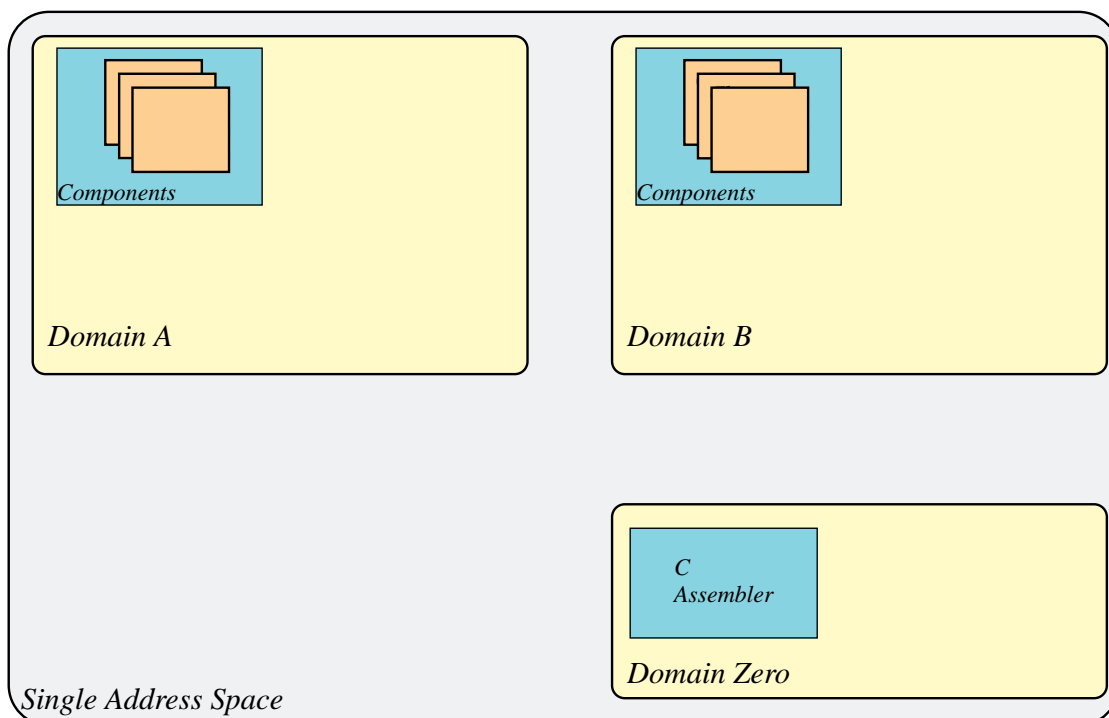 Components
Components
Domain A
Domain B
C
Assembler
Domain Zero
Single Address Space